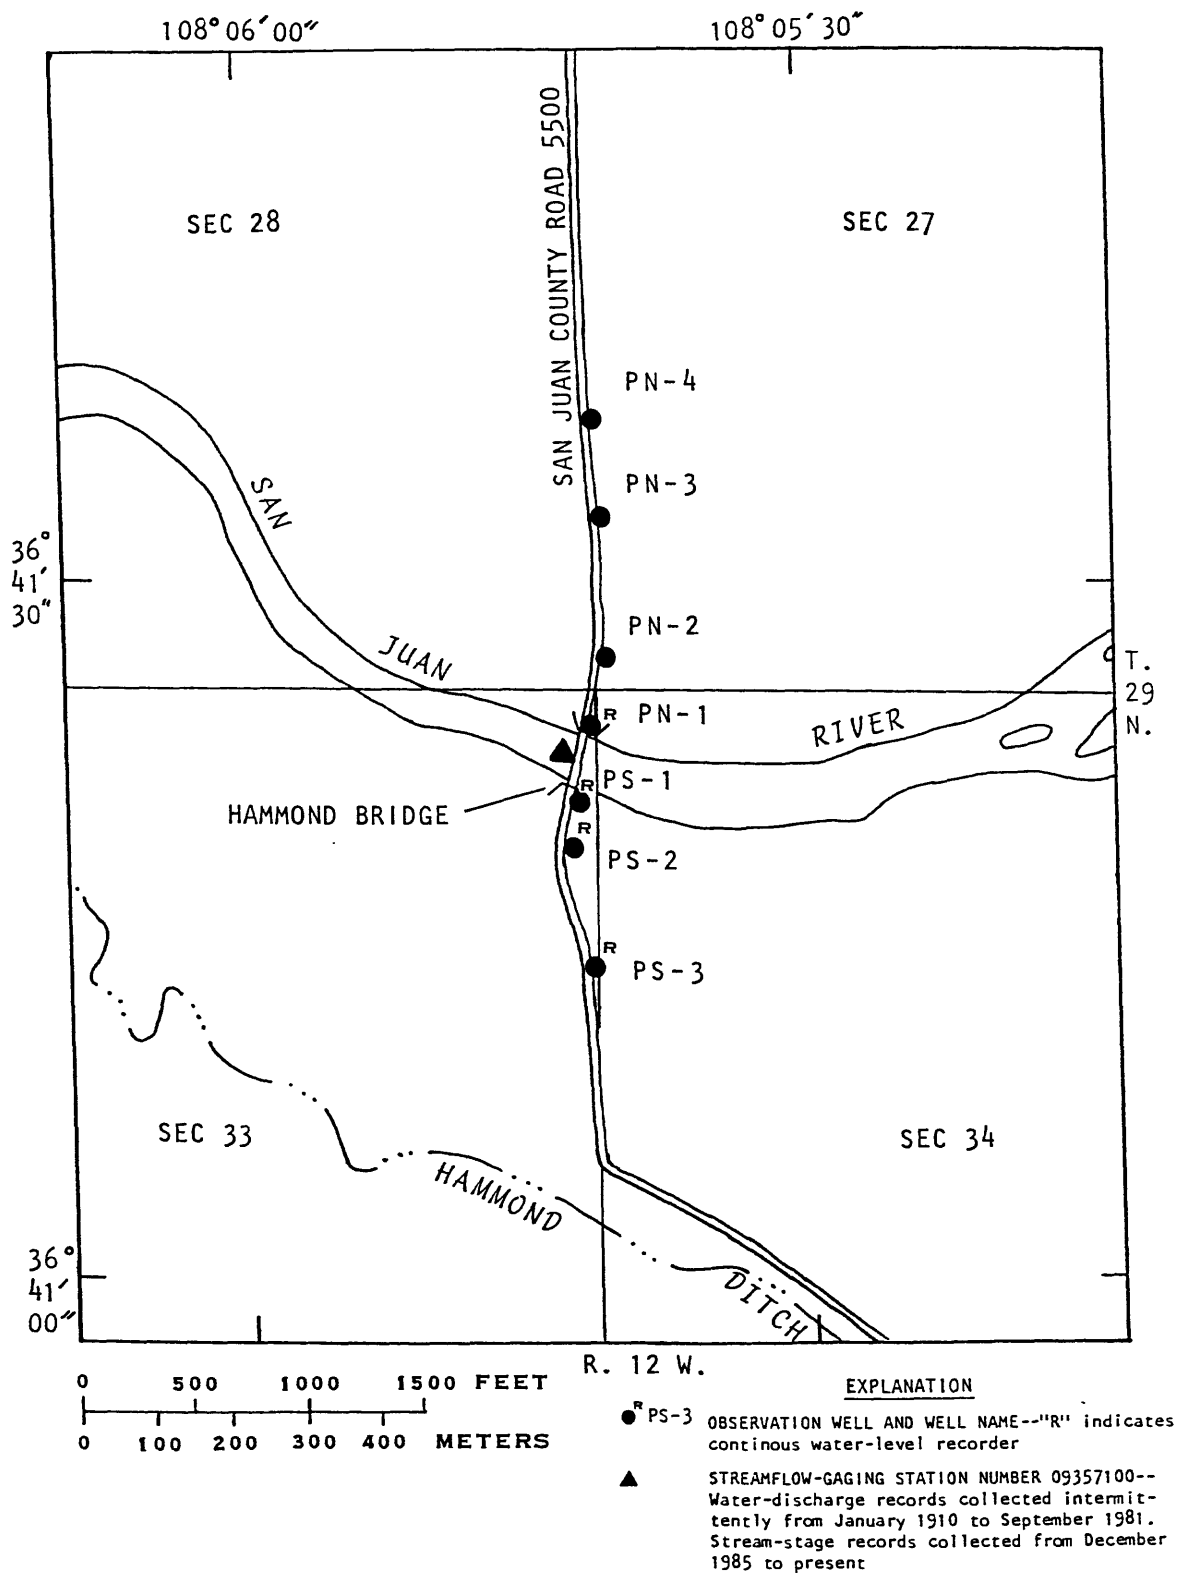 108° 06′ 00″
108° 05′ 30″
SAN JUAN COUNTY ROAD 5500
SEC 28
SEC 27
PN-4
PN-3
SAN
36°
41′
30″
PN-2
JUAN
T.
29
N.
R PN-1
RIVER
PS-1
R
HAMMOND BRIDGE
R
PS-2
R
PS-3
SEC 33
SEC 34
HAMMOND
36°
41′
00″
DITCH
R. 12 W.
0 500 1000 1500 FEET
0 100 200 300 400 METERS
EXPLANATION
R PS-3 OBSERVATION WELL AND WELL NAME--"R" indicates
continous water-level recorder
STREAMFLOW-GAGING STATION NUMBER 09357100--
Water-discharge records collected intermit-
tently from January 1910 to September 1981.
Stream-stage records collected from December
1985 to present